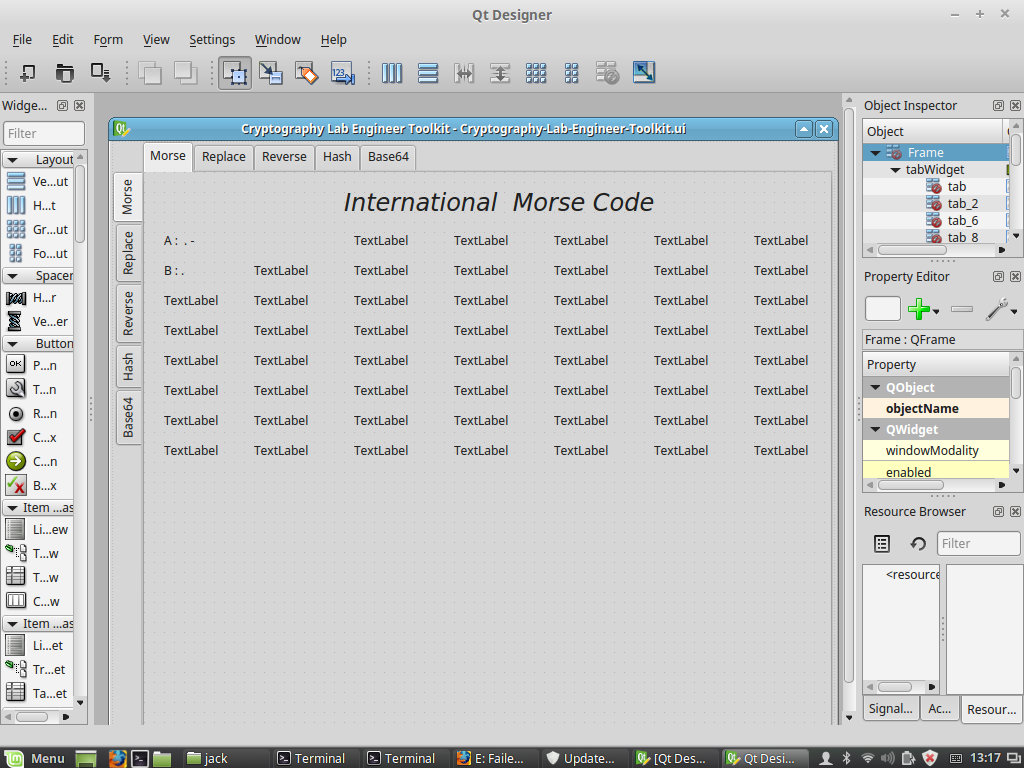 Qt Designer
File Edit Form View Settings Window Help
123
Widge...
Filter
Layout
Ve...ut
H...t
Gr...ut
Fo...ut
Spacer
H...r
Ve...er
Button
OK P...n
T...n
R...n
C...x
C...n
B...x
Item ...as
Li...ew
T...w
T...w
C...w
Item ...as
Li...et
Tr...et
Ta...et
Qt Cryptography Lab Engineer Toolkit - Cryptography-Lab-Engineer-Toolkit.ui
Morse Replace Reverse Hash Base64
Morse
Replace
Reverse
Hash
Base64
International Morse Code
A: .- TextLabel TextLabel TextLabel TextLabel TextLabel
B:. TextLabel TextLabel TextLabel TextLabel TextLabel TextLabel
TextLabel TextLabel TextLabel TextLabel TextLabel TextLabel TextLabel
TextLabel TextLabel TextLabel TextLabel TextLabel TextLabel TextLabel
TextLabel TextLabel TextLabel TextLabel TextLabel TextLabel TextLabel
TextLabel TextLabel TextLabel TextLabel TextLabel TextLabel TextLabel
TextLabel TextLabel TextLabel TextLabel TextLabel TextLabel TextLabel
TextLabel TextLabel TextLabel TextLabel TextLabel TextLabel TextLabel
Object Inspector
Object
Frame
tabWidget
tab
tab_2
tab_6
tab_8
Property Editor
Frame : QFrame
Property
QObject
objectName
QWidget
windowModality
enabled
Resource Browser
Filter
<resource
Signal... Ac... Resour...
Menu jack Terminal Terminal E: Faile... Update... [Qt Des... Qt Desi... 13:17